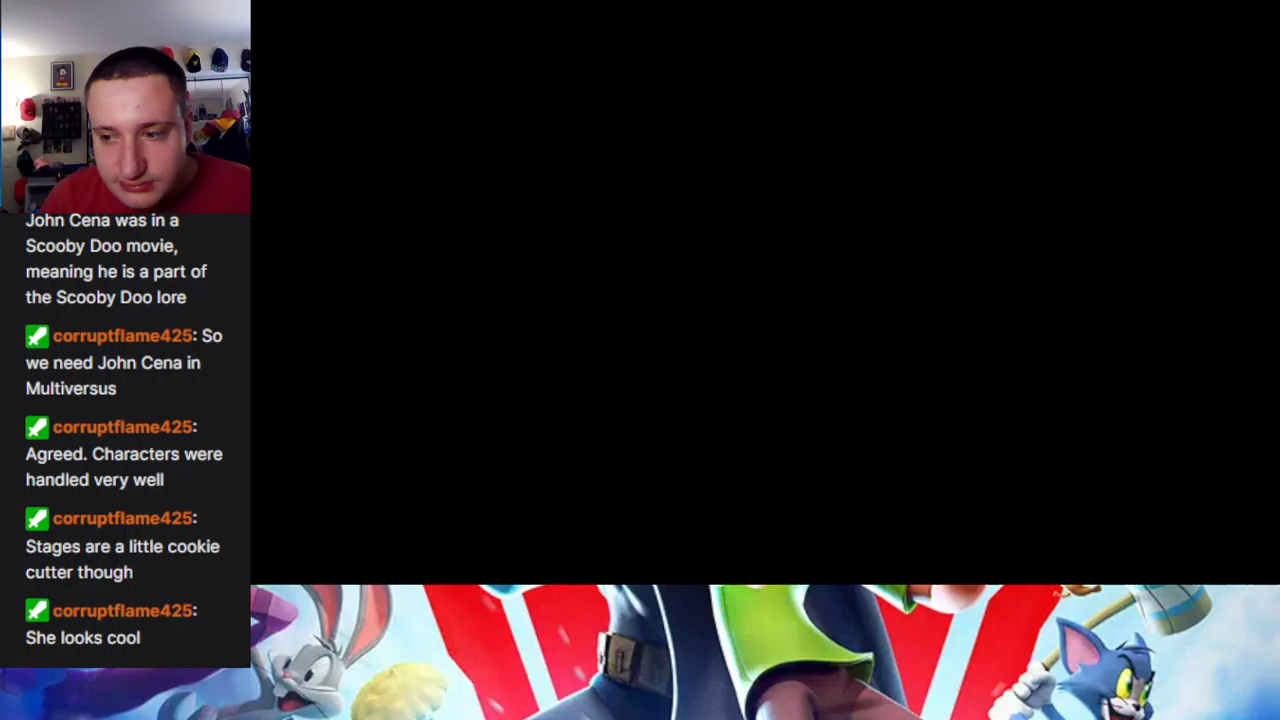 John Cena was in a
Scooby Doo movie,
meaning he is a part of
the Scooby Doo lore
corruptflame425: So
we need John Cena in
Multiversus
corruptflame425:
Agreed. Characters were
handled very well
corruptflame425:
Stages are a little cookie
cutter though
corruptflame425:
She looks cool